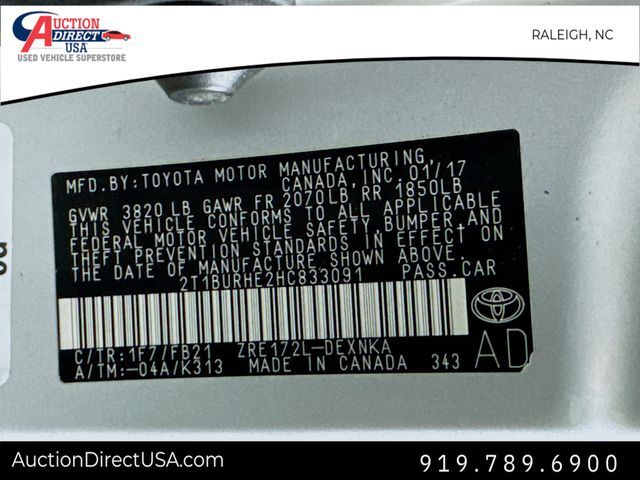 AUCTION
DIRECT
USA
USED VEHICLE SUPERSTORE
RALEIGH, NC
MFD. BY: TOYOTA MOTOR MANUFACTURING,
CANADA, INC. 01/17
GVWR 3820 LB GAWR FR 2070LB RR 1850LB
THIS VEHICLE CONFORMS TO ALL APPLICABLE
FEDERAL MOTOR VEHICLE SAFETY, BUMPER, AND
THEFT PREVENTION STANDARDS IN EFFECT ON
THE DATE OF MANUFACTURE SHOWN ABOVE.
2T1BURHE2HC833091 PASS. CAR
C/TR: 1F7/FB21 ZRE172L-DEXNKA
A/TM: -04A/K313 MADE IN CANADA 343
AD
AuctionDirectUSA.com
919.789.6900